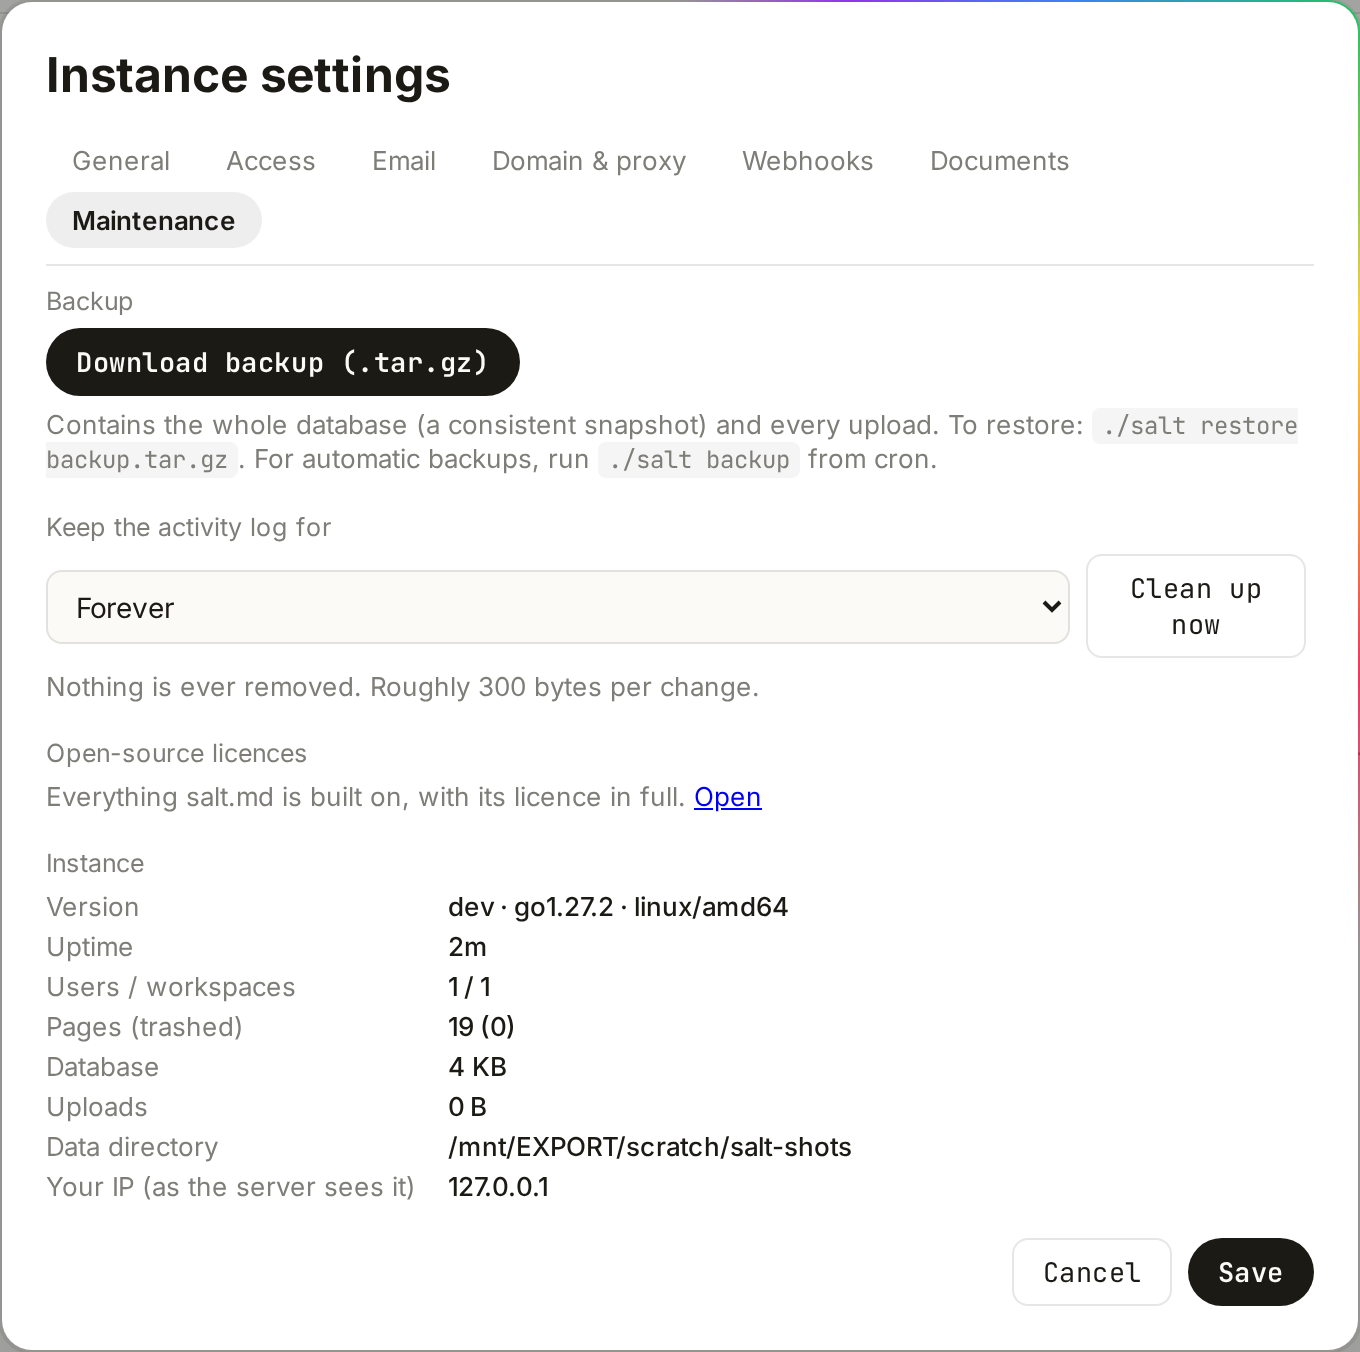 Instance settings
General Access Email Domain & proxy Webhooks Documents
Maintenance
Backup
Download backup (.tar.gz)
Contains the whole database (a consistent snapshot) and every upload. To restore: ./salt restore
backup.tar.gz. For automatic backups, run ./salt backup from cron.
Keep the activity log for
Forever
Clean up
now
Nothing is ever removed. Roughly 300 bytes per change.
Open-source licences
Everything salt.md is built on, with its licence in full. Open
Instance
Version dev · go1.27.2 · linux/amd64
Uptime 2m
Users / workspaces 1 / 1
Pages (trashed) 19 (0)
Database 4 KB
Uploads 0 B
Data directory /mnt/EXPORT/scratch/salt-shots
Your IP (as the server sees it) 127.0.0.1
Cancel Save